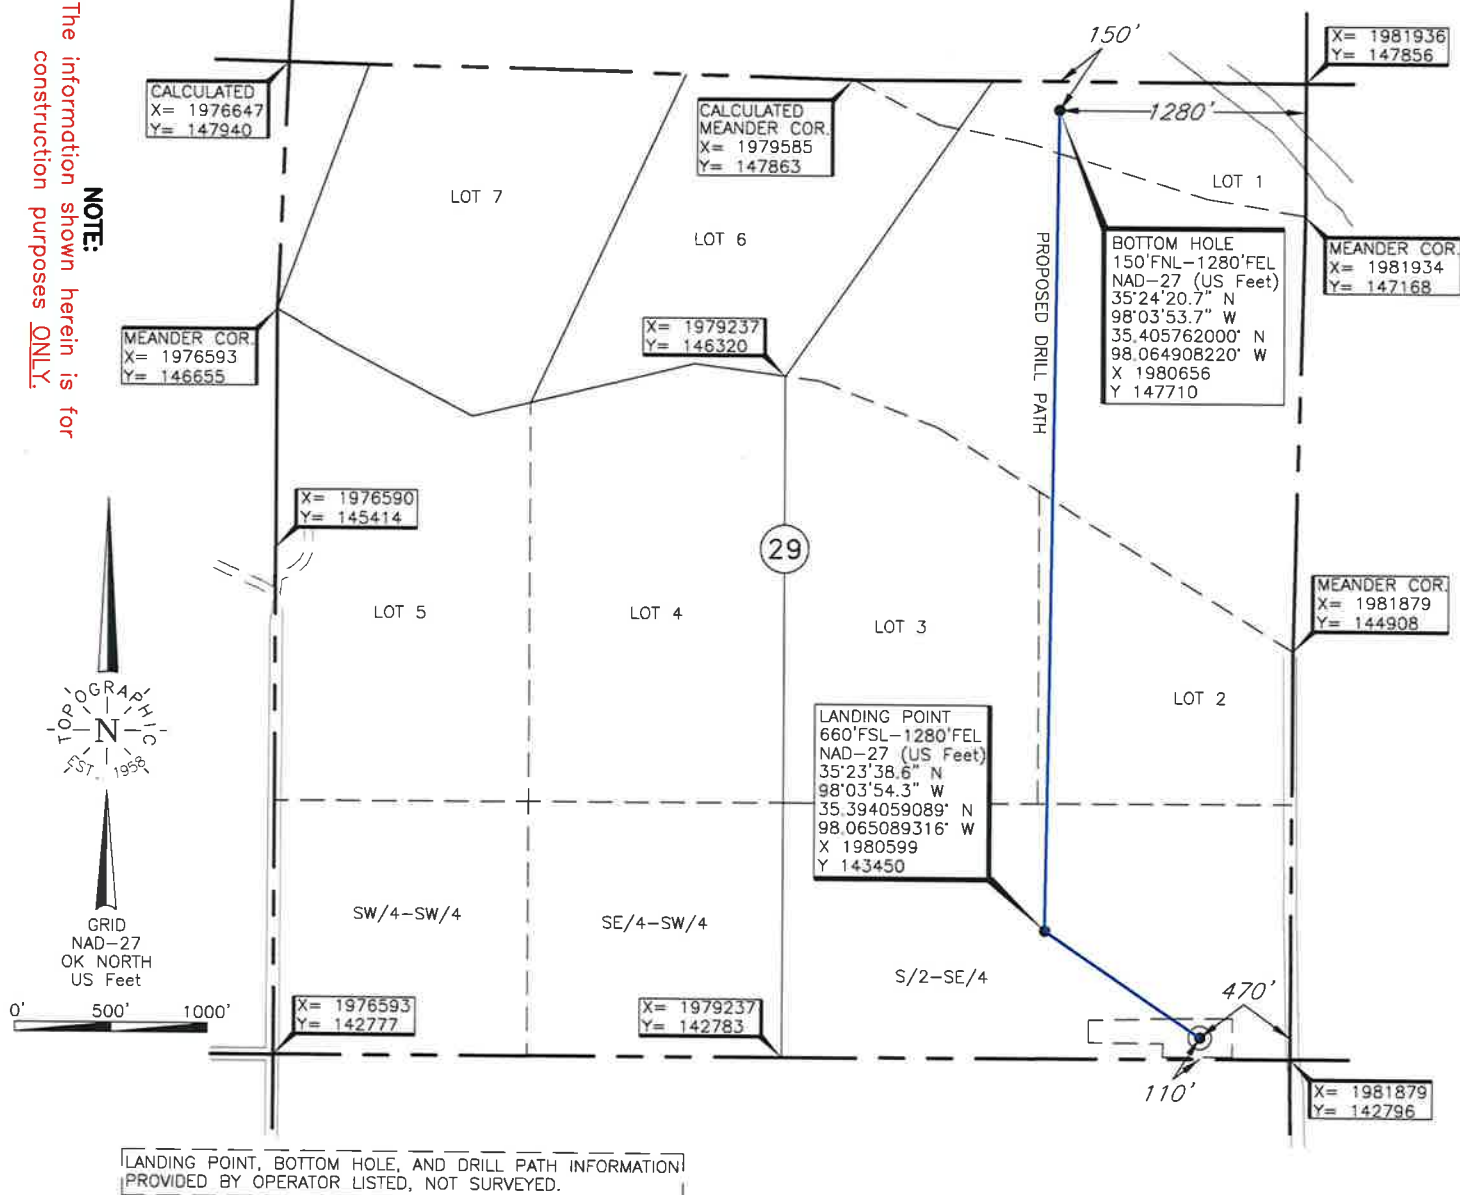 150'
X= 1981936
Y= 147856
CALCULATED
X= 1976647
Y= 147940
CALCULATED
MEANDER COR.
X= 1979585
Y= 147863
1280'
LOT 7
LOT 6
LOT 1
NOTE:
The information shown herein is for
construction purposes ONLY.
PROPOSED DRILL PATH
BOTTOM HOLE
150'FNL-1280'FEL
NAD-27 (US Feet)
35°24'20.7" N
98°03'53.7" W
35.405762000° N
98.064908220° W
X 1980656
Y 147710
MEANDER COR.
X= 1981934
Y= 147168
MEANDER COR.
X= 1976593
Y= 146655
X= 1979237
Y= 146320
X= 1976590
Y= 145414
29
LOT 5
LOT 4
LOT 3
MEANDER COR.
X= 1981879
Y= 144908
LOT 2
TOPOGRAPHIC
N
EST. 1958
LANDING POINT
660'FSL-1280'FEL
NAD-27 (US Feet)
35°23'38.6" N
98°03'54.3" W
35.394059089° N
98.065089316° W
X 1980599
Y 143450
GRID
NAD-27
OK NORTH
US Feet
0' 500' 1000'
SW/4-SW/4
SE/4-SW/4
S/2-SE/4
X= 1976593
Y= 142777
X= 1979237
Y= 142783
470'
110'
X= 1981879
Y= 142796
LANDING POINT, BOTTOM HOLE, AND DRILL PATH INFORMATION
PROVIDED BY OPERATOR LISTED, NOT SURVEYED.